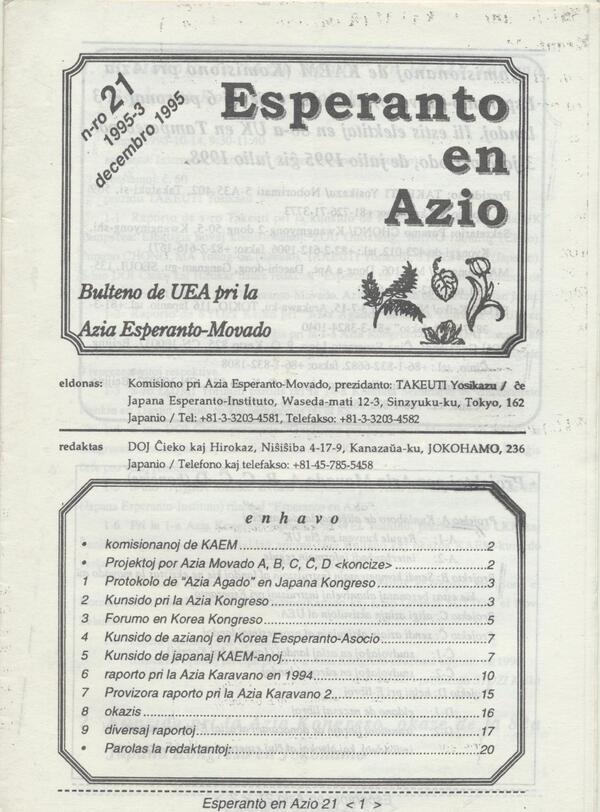 n-ro 21
1995-3
decembro 1995
Esperanto
en
Azio
Bulteno de UEA pri la
Azia Esperanto-Movado
eldonas: Komisiono pri Azia Esperanto-Movado, prezidanto: TAKEUTI Yosikazu / ĉe
Japana Esperanto-Instituto, Waseda-mati 12-3, Sinzyuku-ku, Tokyo, 162
Japanio / Tel: +81-3-3203-4581, Telefakso: +81-3-3203-4582
redaktas DOJ Ĉieko kaj Hirokaz, Niŝiŝiba 4-17-9, Kanazaŭa-ku, JOKOHAMO, 236
Japanio / Telefono kaj telefakso: +81-45-785-5458
enhavo
• komisionanoj de KAEM ... 2
• Projektoj por Azia Movado A, B, C, Ĉ, D <koncize> ... 2
1 Protokolo de "Azia Agado" en Japana Kongreso ... 3
2 Kunsido pri la Azia Kongreso ... 3
3 Forumo en Korea Kongreso ... 5
4 Kunsido de azianoj en Korea Eesperanto-Asocio ... 7
5 Kunsido de japanaj KAEM-anoj ... 7
6 raporto pri la Azia Karavano en 1994 ... 10
7 Provizora raporto pri la Azia Karavano 2 ... 15
8 okazis ... 16
9 diversaj raportoj ... 17
• Parolas la redaktantoj: ... 20
Esperanto en Azio 21 < 1 >